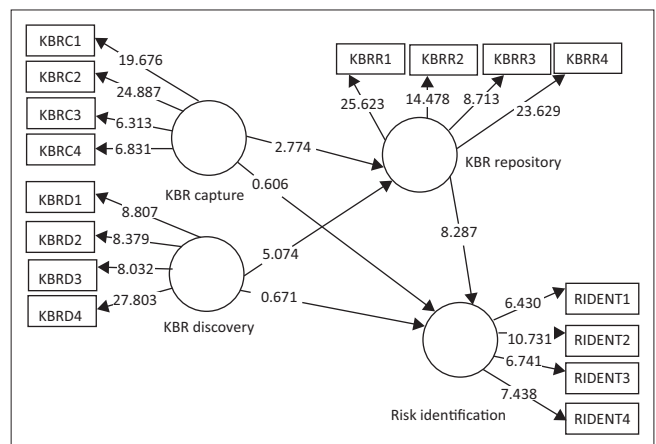 KBRC1
KBRC2
KBRC3
KBRC4
19.676
24.887
6.313
6.831
KBR capture
KBRD1
KBRD2
KBRD3
KBRD4
8.807
8.379
8.032
27.803
KBR discovery
2.774
0.606
5.074
0.671
KBRR1
KBRR2
KBRR3
KBRR4
25.623
14.478
8.713
23.629
KBR repository
8.287
6.430
10.731
6.741
7.438
RIDENT1
RIDENT2
RIDENT3
RIDENT4
Risk identification